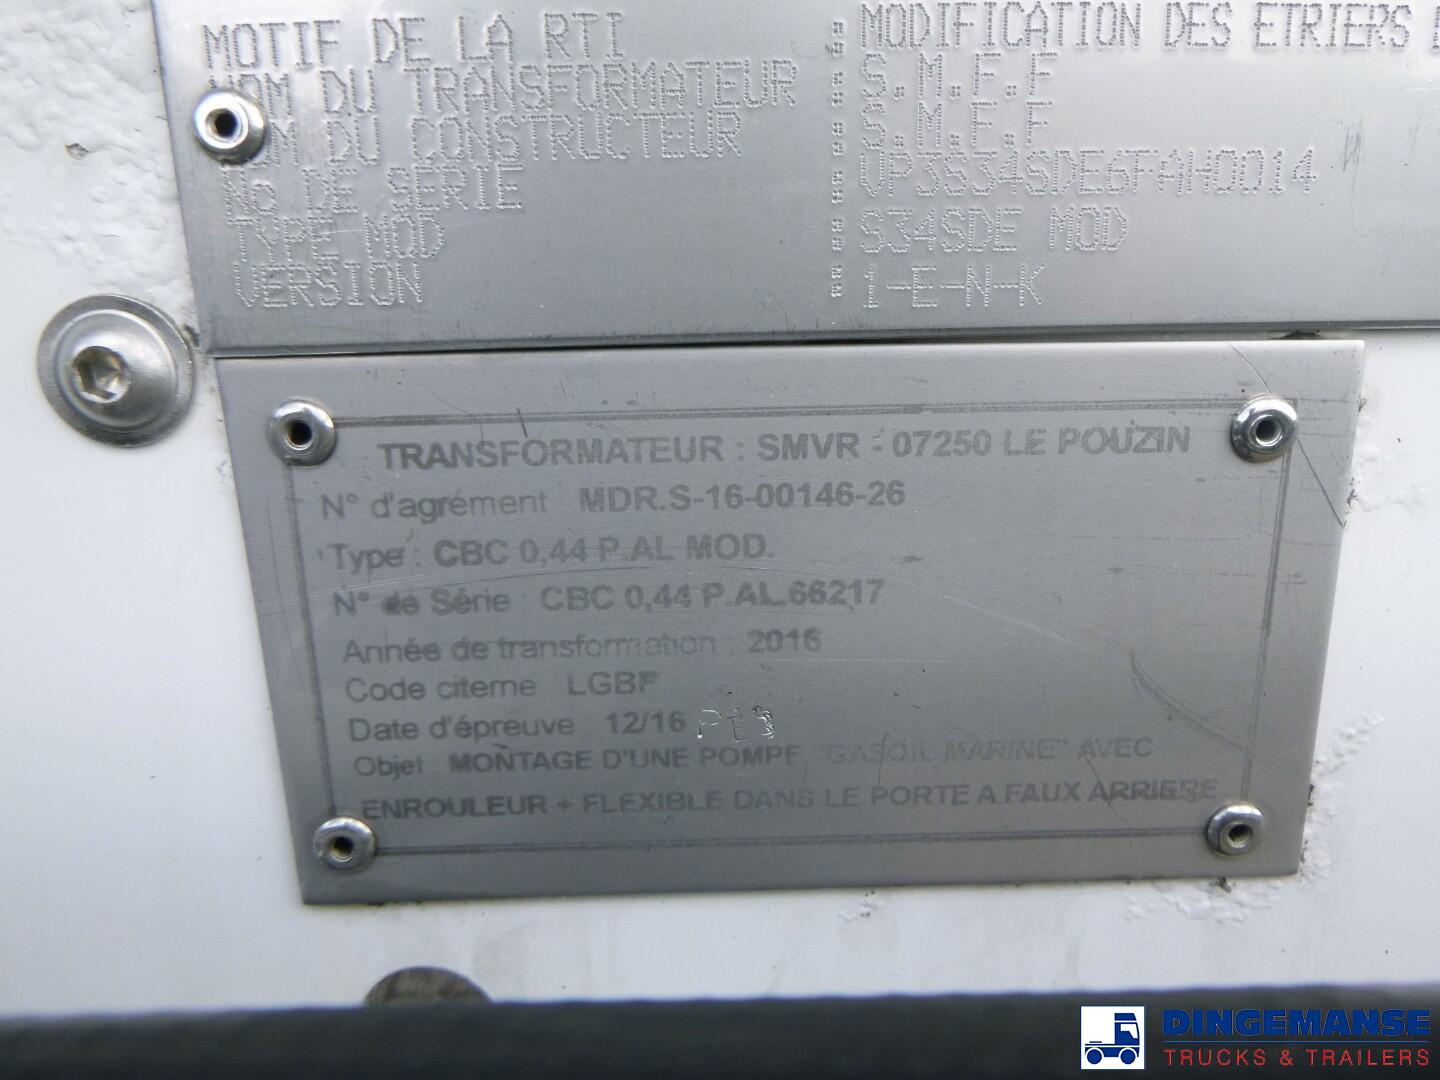 MOTIF DE LA RTI : MODIFICATION DES ETRIERS
NOM DU TRANSFORMATEUR : S.M.F.F
NOM DU CONSTRUCTEUR : S.M.F.F
No DE SERIE : VP3S34SDE6FAH0014
TYPE MOD : S34SDE MOD
VERSION : 1-E-N-K
TRANSFORMATEUR : SMVR - 07250 LE POUZIN
N° d'agrément : MDR.S-16-00146-26
Type : CBC 0,44 P.AL MOD.
N° de Série : CBC 0,44 P.AL.66217
Année de transformation : 2016
Code citerne LGBF
Date d'épreuve 12/16 PE
Objet : MONTAGE D'UNE POMPE "GASOIL MARINE" AVEC
ENROULEUR + FLEXIBLE DANS LE PORTE A FAUX ARRIERE
DINGEMANSE
TRUCKS & TRAILERS